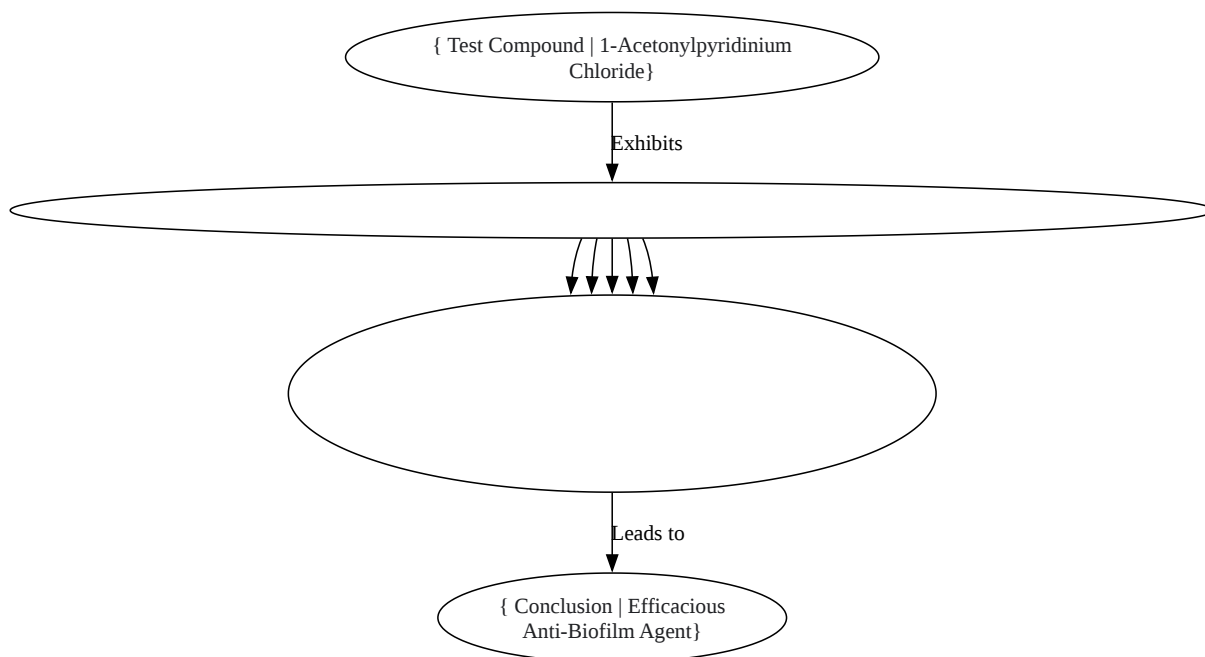 { Test Compound | 1-Acetonylpyridinium
Chloride}
Exhibits
Leads to
{ Conclusion | Efficacious
Anti-Biofilm Agent}